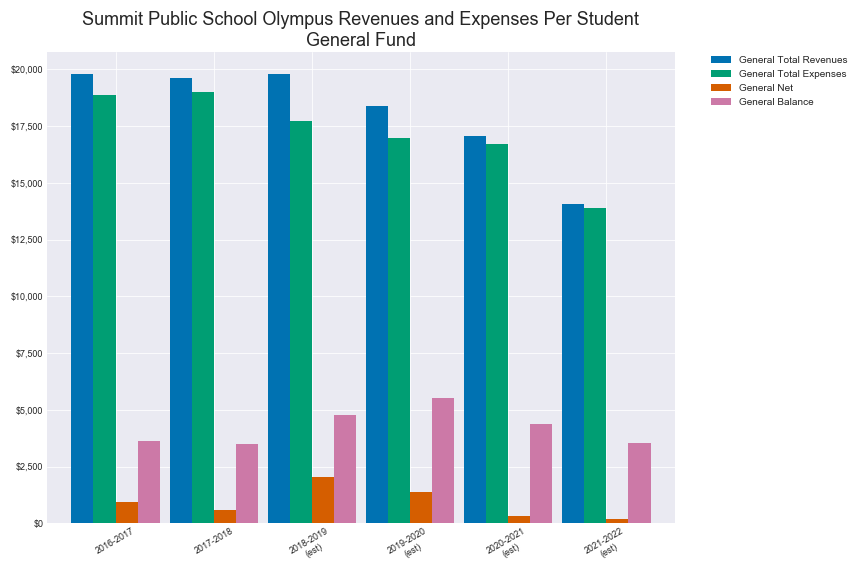 Summit Public School Olympus Revenues and Expenses Per Student
General Fund
General Total Revenues
General Total Expenses
General Net
General Balance
$20,000
$17,500
$15,000
$12,500
$10,000
$7,500
$5,000
$2,500
$0
2016-2017
2017-2018
2018-2019
(est)
2019-2020
(est)
2020-2021
(est)
2021-2022
(est)